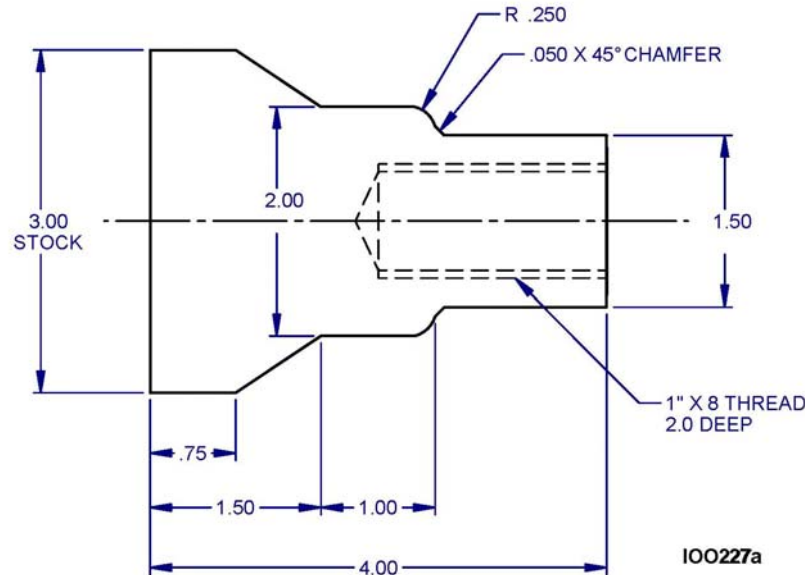 R .250
.050 X 45° CHAMFER
3.00
STOCK
2.00
1.50
1" X 8 THREAD
2.0 DEEP
.75
1.50
1.00
4.00
IOO227a